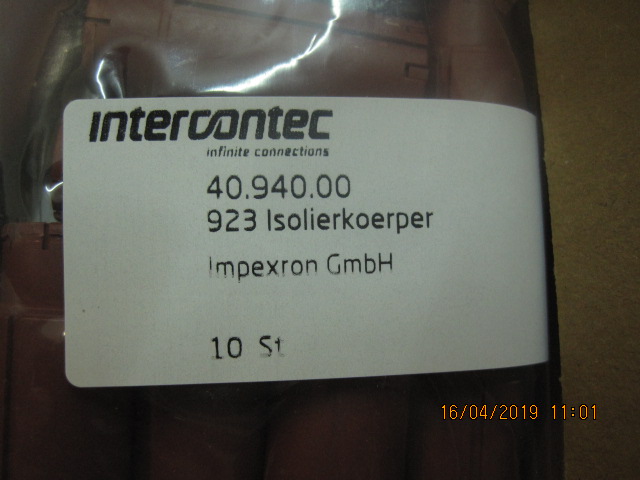 intercontec
infinite connections
40.940.00
923 Isolierkoerper
Impexron GmbH
10 St
16/04/2019 11:01